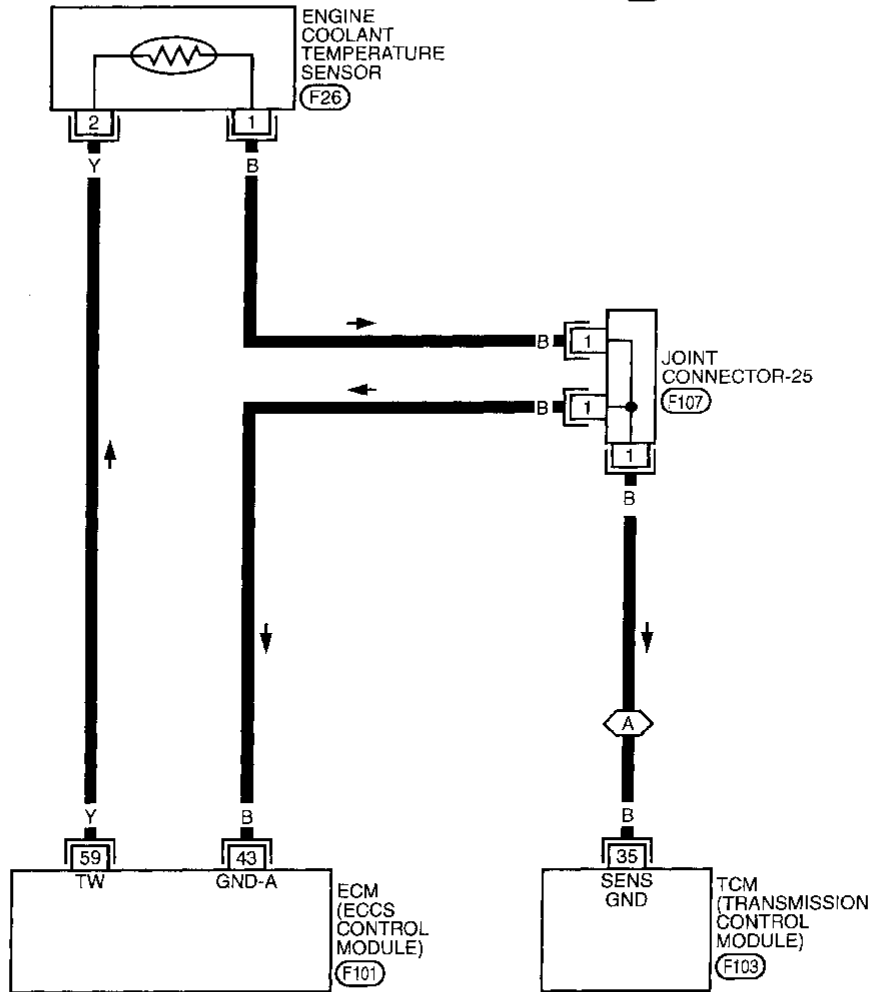 ENGINE
COOLANT
TEMPERATURE
SENSOR
F26
2
1
Y
B
B
1
JOINT
CONNECTOR-25
F107
B
1
1
B
A
Y
B
B
59
43
35
TW
GND-A
SENS
GND
ECM
(ECCS
CONTROL
MODULE)
F101
TCM
(TRANSMISSION
CONTROL
MODULE)
F103